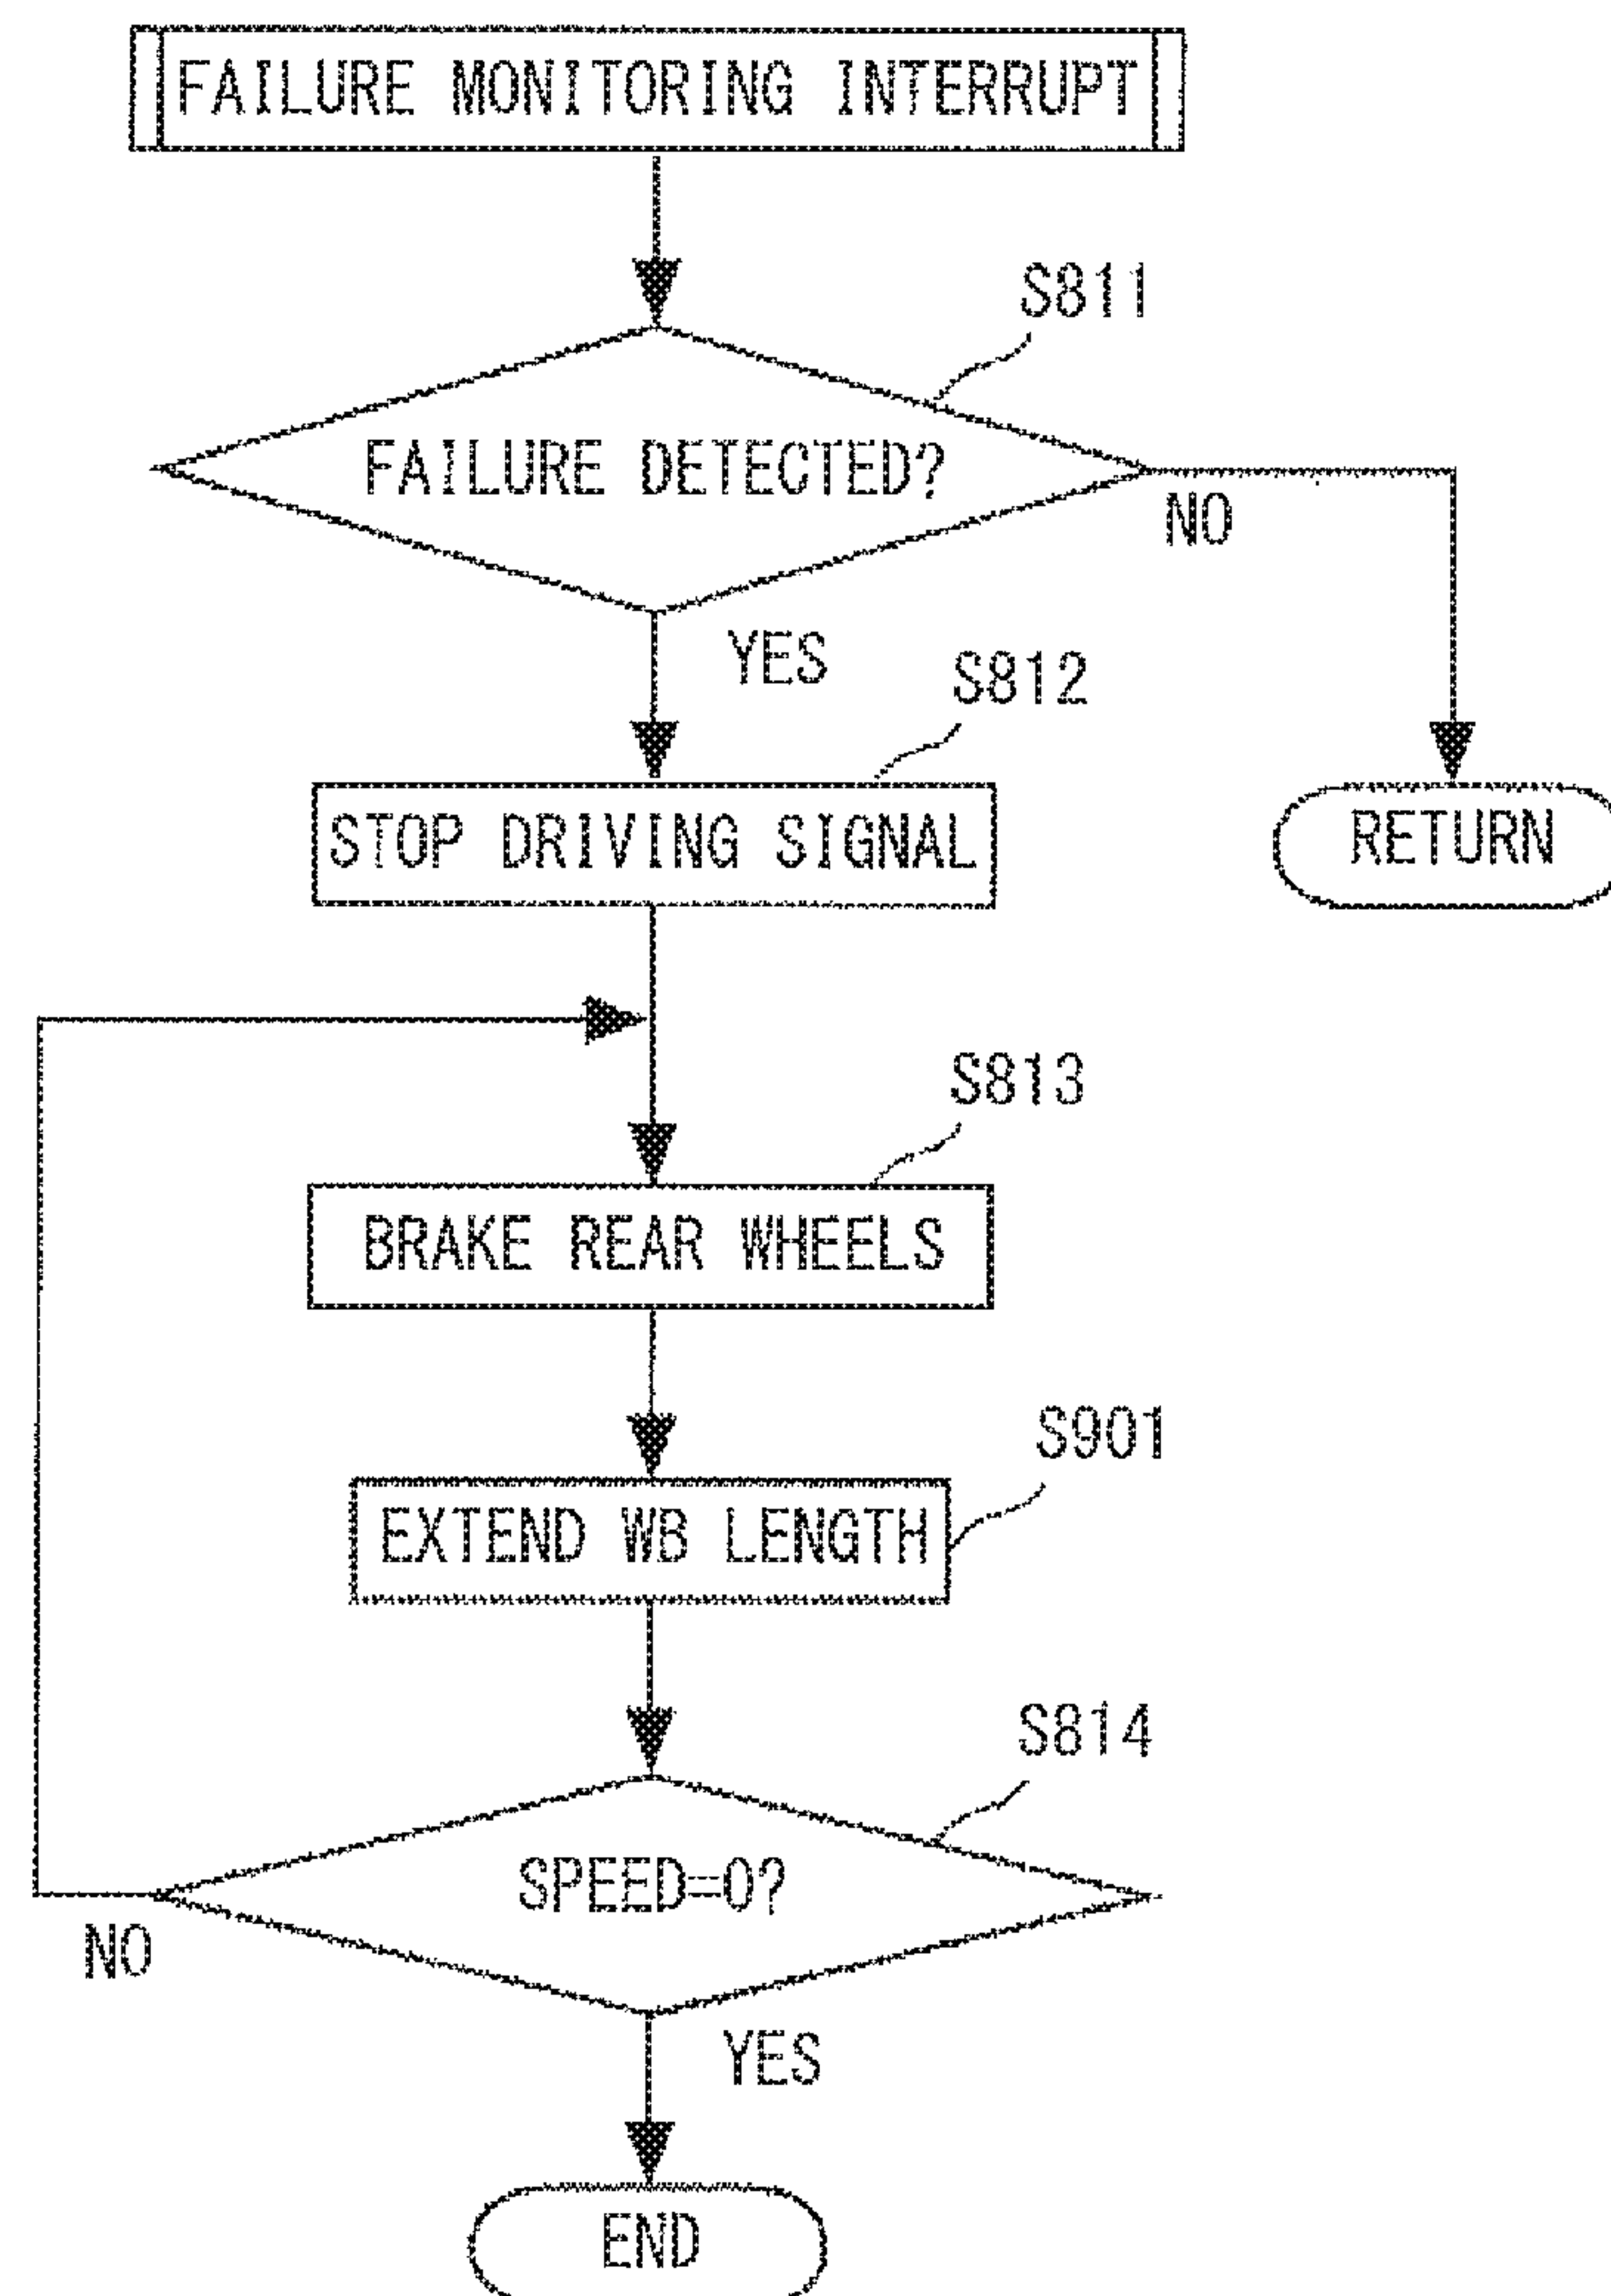 FAILURE MONITORING INTERRUPT
S811
FAILURE DETECTED?
NO
YES
S812
STOP DRIVING SIGNAL
RETURN
S813
BRAKE REAR WHEELS
S901
EXTEND WB LENGTH
S814
SPEED=0?
NO
YES
END